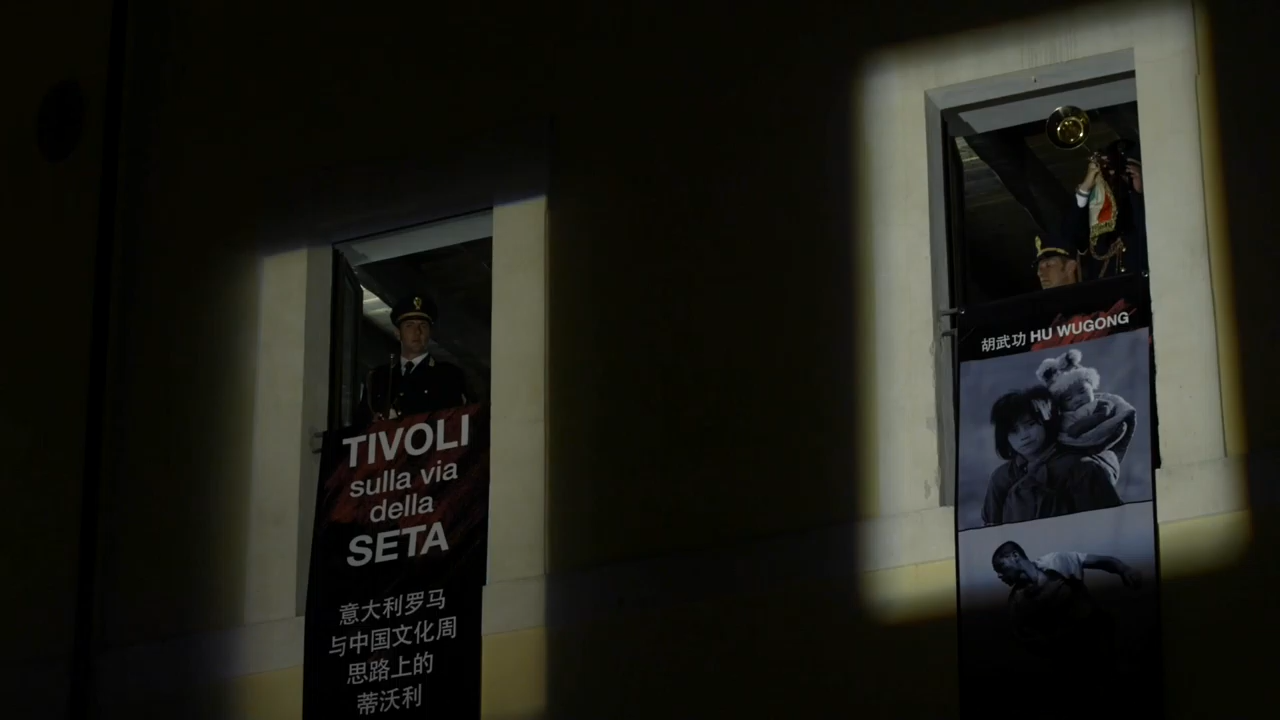 TIVOLI
sulla via
della
SETA
意大利罗马
与中国文化周
思路上的
蒂沃利
胡武功 HU WUGONG